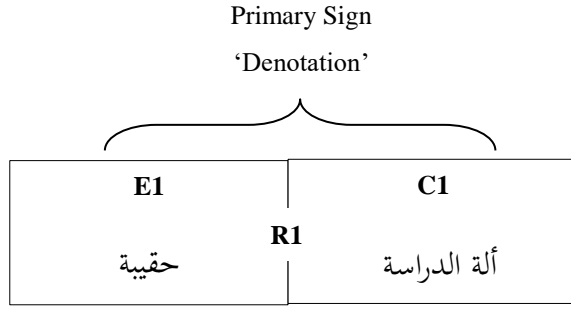 Primary Sign
‘Denotation’
E1
C1
R1
حقيبة
ألة الدراسة